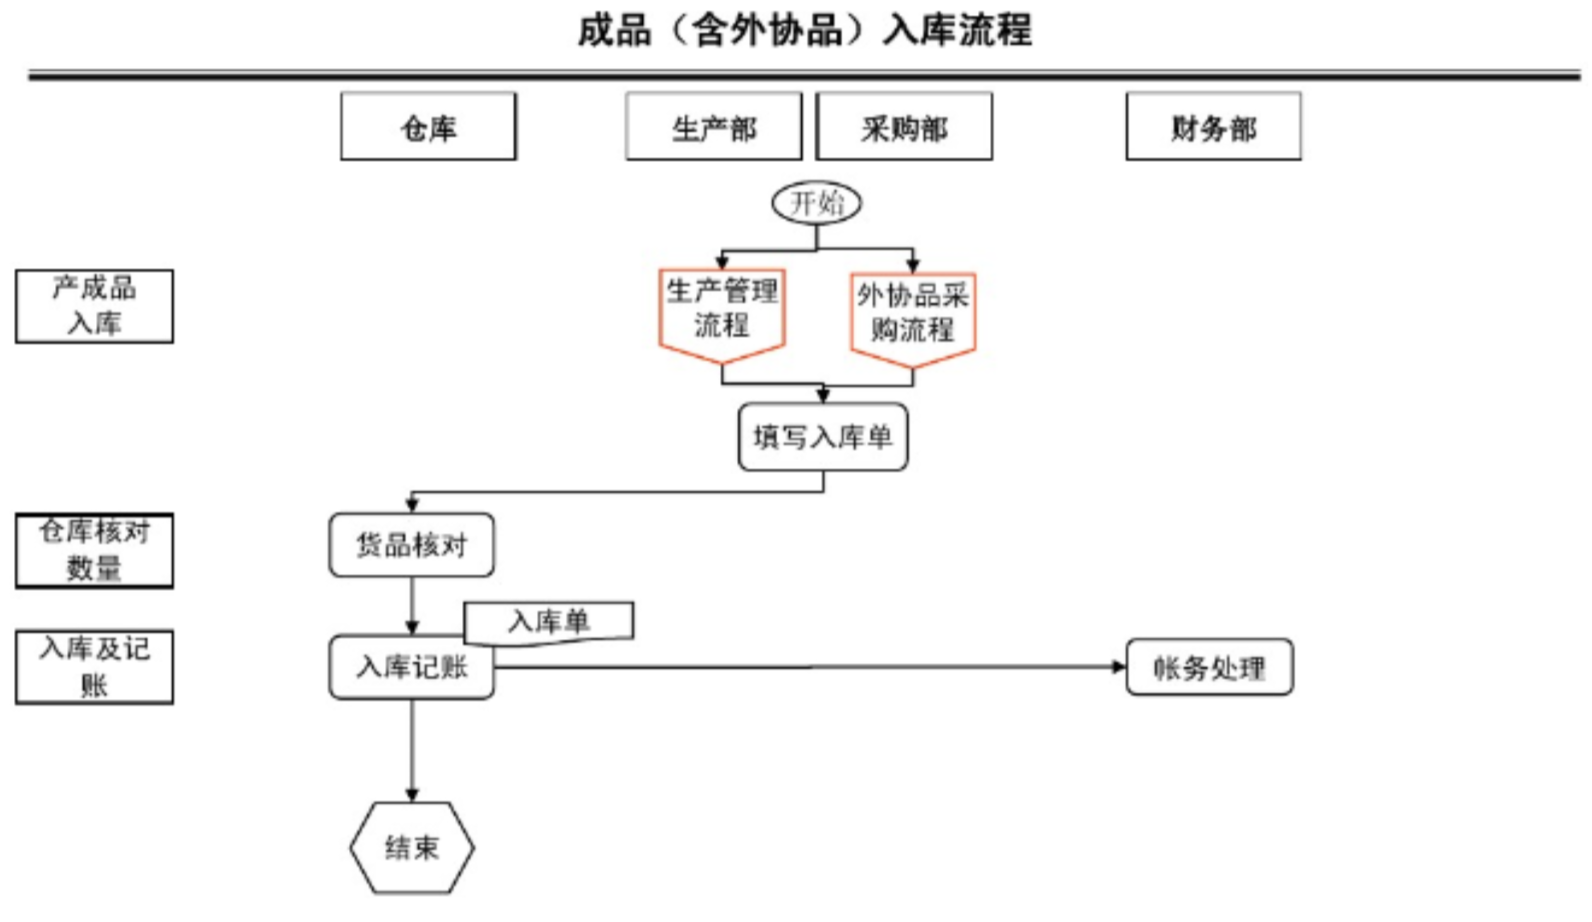 成品（含外协品）入库流程
仓库
生产部
采购部
财务部
开始
产成品
入库
生产管理
流程
外协品采
购流程
填写入库单
仓库核对
数量
货品核对
入库单
入库及记
账
入库记账
帐务处理
结束